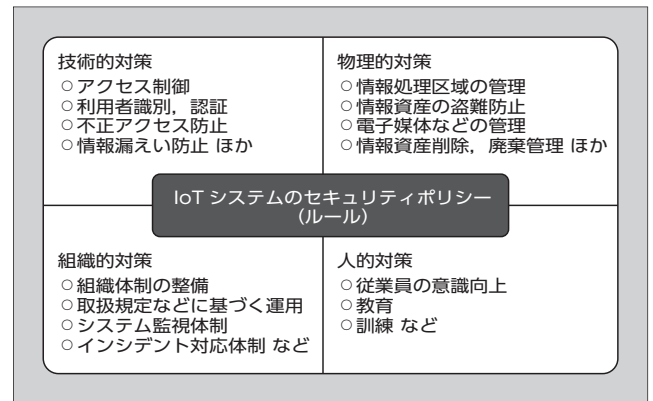 技術的対策
○アクセス制御
○利用者識別，認証
○不正アクセス防止
○情報漏えい防止 ほか
物理的対策
○情報処理区域の管理
○情報資産の盗難防止
○電子媒体などの管理
○情報資産削除，廃棄管理 ほか
IoT システムのセキュリティポリシー
(ルール)
組織的対策
○組織体制の整備
○取扱規定などに基づく運用
○システム監視体制
○インシデント対応体制 など
人的対策
○従業員の意識向上
○教育
○訓練 など